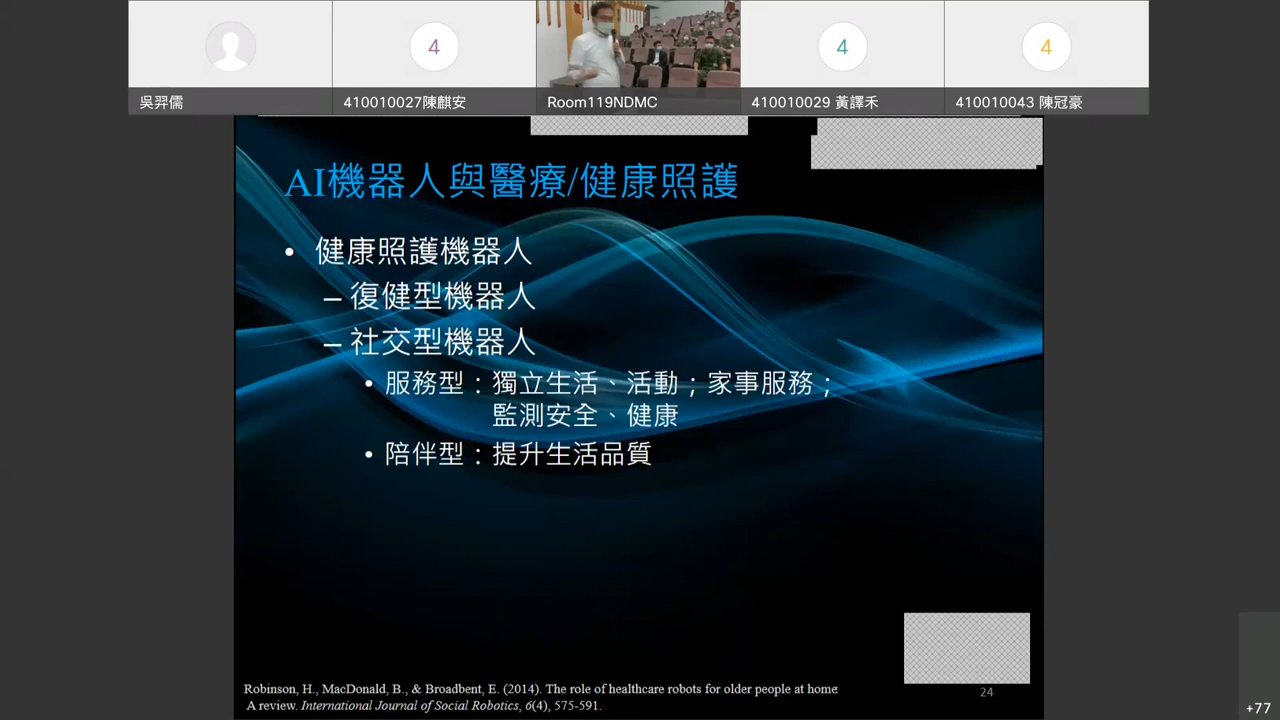 4
4
4
吳羿儒
410010027陳麒安
Room119NDMC
410010029 黃譯禾
410010043 陳冠豪
AI機器人與醫療/健康照護
• 健康照護機器人
– 復健型機器人
– 社交型機器人
• 服務型：獨立生活、活動；家事服務；
監測安全、健康
• 陪伴型：提升生活品質
Robinson, H., MacDonald, B., & Broadbent, E. (2014). The role of healthcare robots for older people at home:
A review. International Journal of Social Robotics, 6(4), 575-591.
24
+77